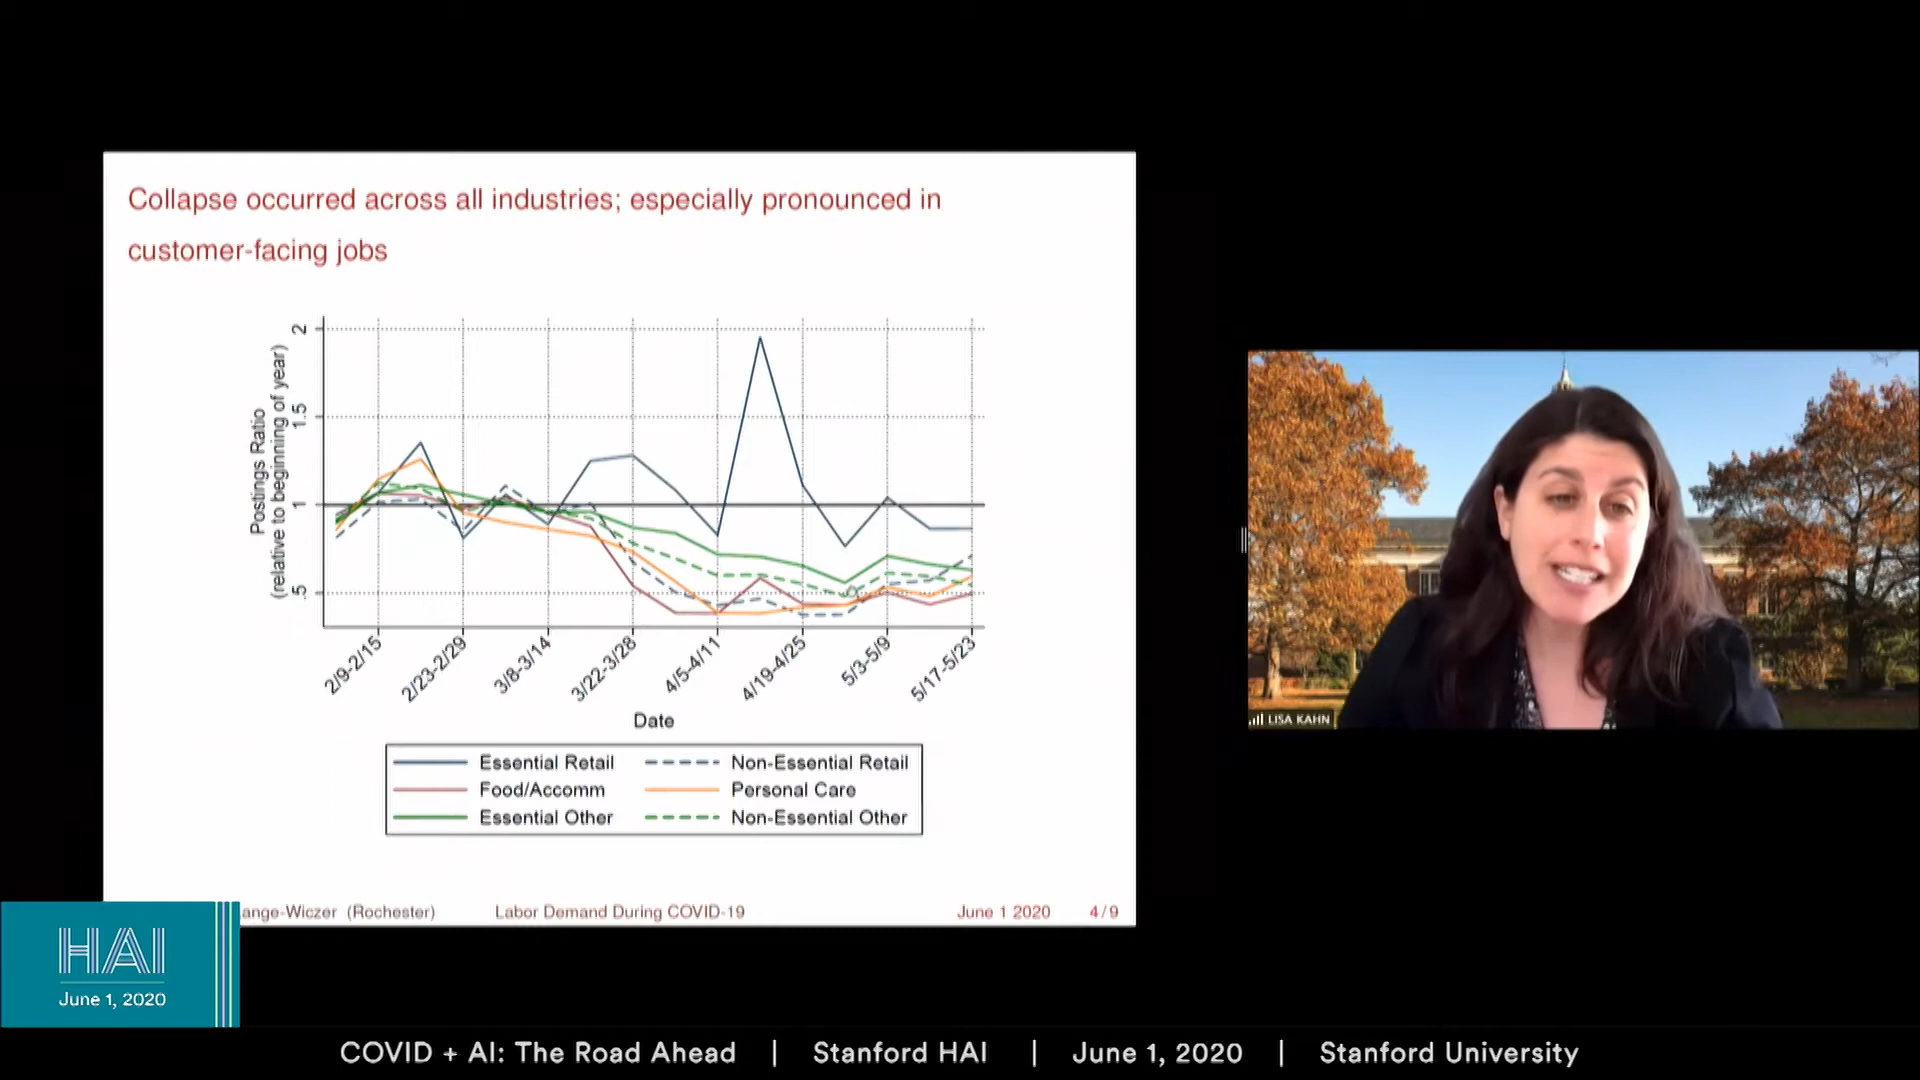 Collapse occurred across all industries; especially pronounced in
customer-facing jobs
Postings Ratio
(relative to beginning of year)
2
1.5
1
.5
2/9-2/15
2/23-2/29
3/8-3/14
3/22-3/28
4/5-4/11
4/19-4/25
5/3-5/9
5/17-5/23
Date
Essential Retail
Non-Essential Retail
Food/Accomm
Personal Care
Essential Other
Non-Essential Other
ange-Wiczer (Rochester)
Labor Demand During COVID-19
June 1 2020
4/9
LISA KAHN
HAI
June 1, 2020
COVID + AI: The Road Ahead | Stanford HAI | June 1, 2020 | Stanford University